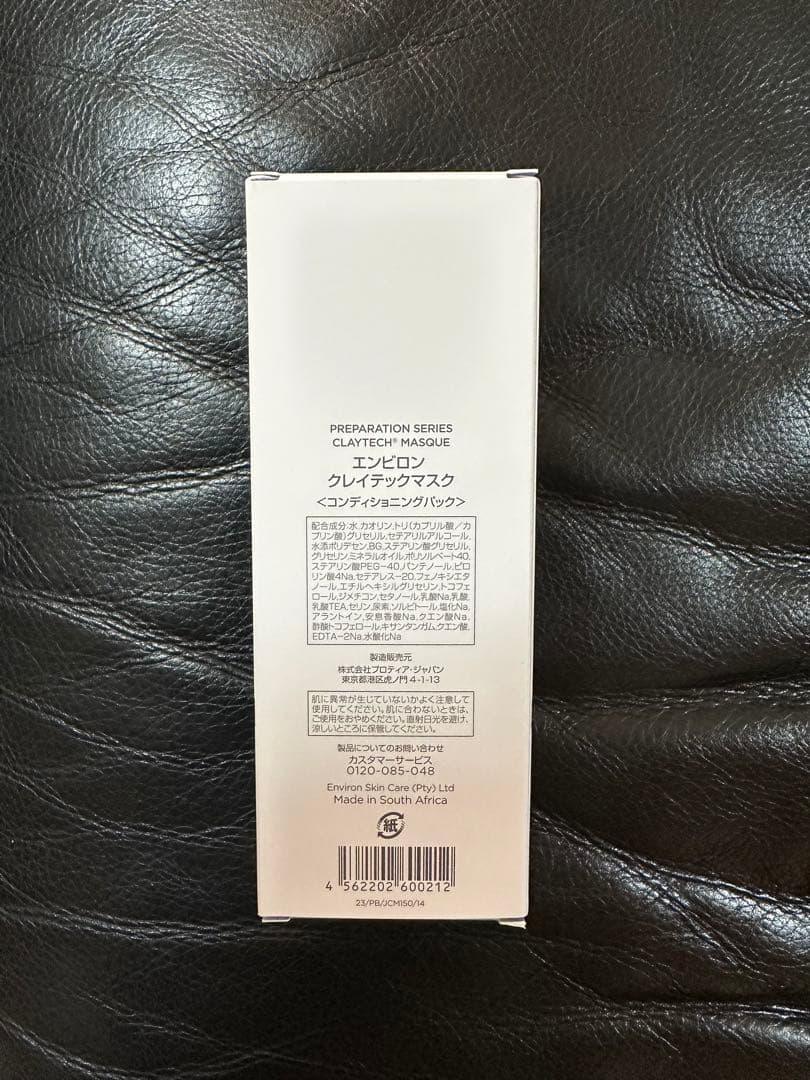 PREPARATION SERIES
CLAYTECH® MASQUE
エンビロン
クレイテックマスク
<コンディショニングパック>
配合成分:水,カオリン,トリ(カプリル酸/カ
プリン酸)グリセリル,セテアリルアルコール,
水添ポリデセン,BG,ステアリン酸グリセリル,
グリセリン,ミネラルオイル,ポリソルベート40,
ステアリン酸PEG-40,パンテノール,ピロ
リン酸4Na,セテアレス-20,フェノキシエタ
ノール,エチルヘキシルグリセリン,トコフェ
ロール,ジメチコン,セタノール,乳酸Na,乳酸,
乳酸TEA,セリン,尿素,ソルビトール,塩化Na,
アラントイン,安息香酸Na,クエン酸Na,
酢酸トコフェロール,キサンタンガム,クエン酸,
EDTA-2Na,水酸化Na
製造販売元
株式会社プロティア・ジャパン
東京都港区虎ノ門4-1-13
肌に異常が生じていないかよく注意して
使用してください。肌に合わないときは、
ご使用をおやめください。直射日光を避け、
涼しいところに保管してください。
製品についてのお問い合わせ
カスタマーサービス
0120-085-048
Environ Skin Care (Pty) Ltd
Made in South Africa
紙
4 562202 600212
23/PB/JCM150/14